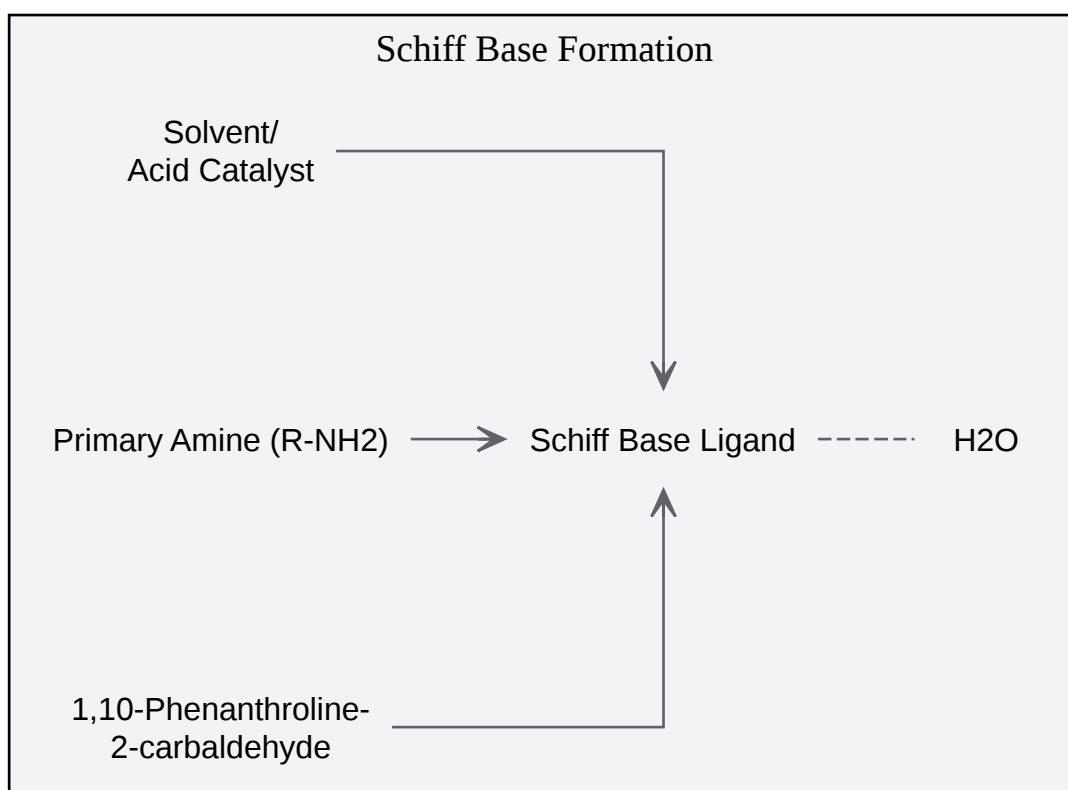 Schiff Base Formation
Solvent/
Acid Catalyst
Primary Amine (R-NH2)
Schiff Base Ligand
H2O
1,10-Phenanthroline-
2-carbaldehyde